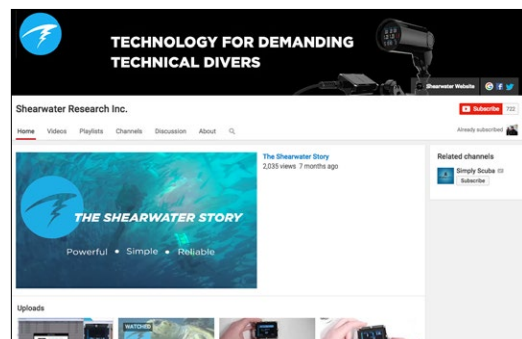 TECHNOLOGY FOR DEMANDING
TECHNICAL DIVERS
Shearwater Website
Shearwater Research Inc.
Subscribe 722
Home Videos Playlists Channels Discussion About
Already subscribed
The Shearwater Story
2,035 views 7 months ago
Related channels
Simply Scuba
Subscribe
THE SHEARWATER STORY
Powerful • Simple • Reliable
Uploads
WATCHED